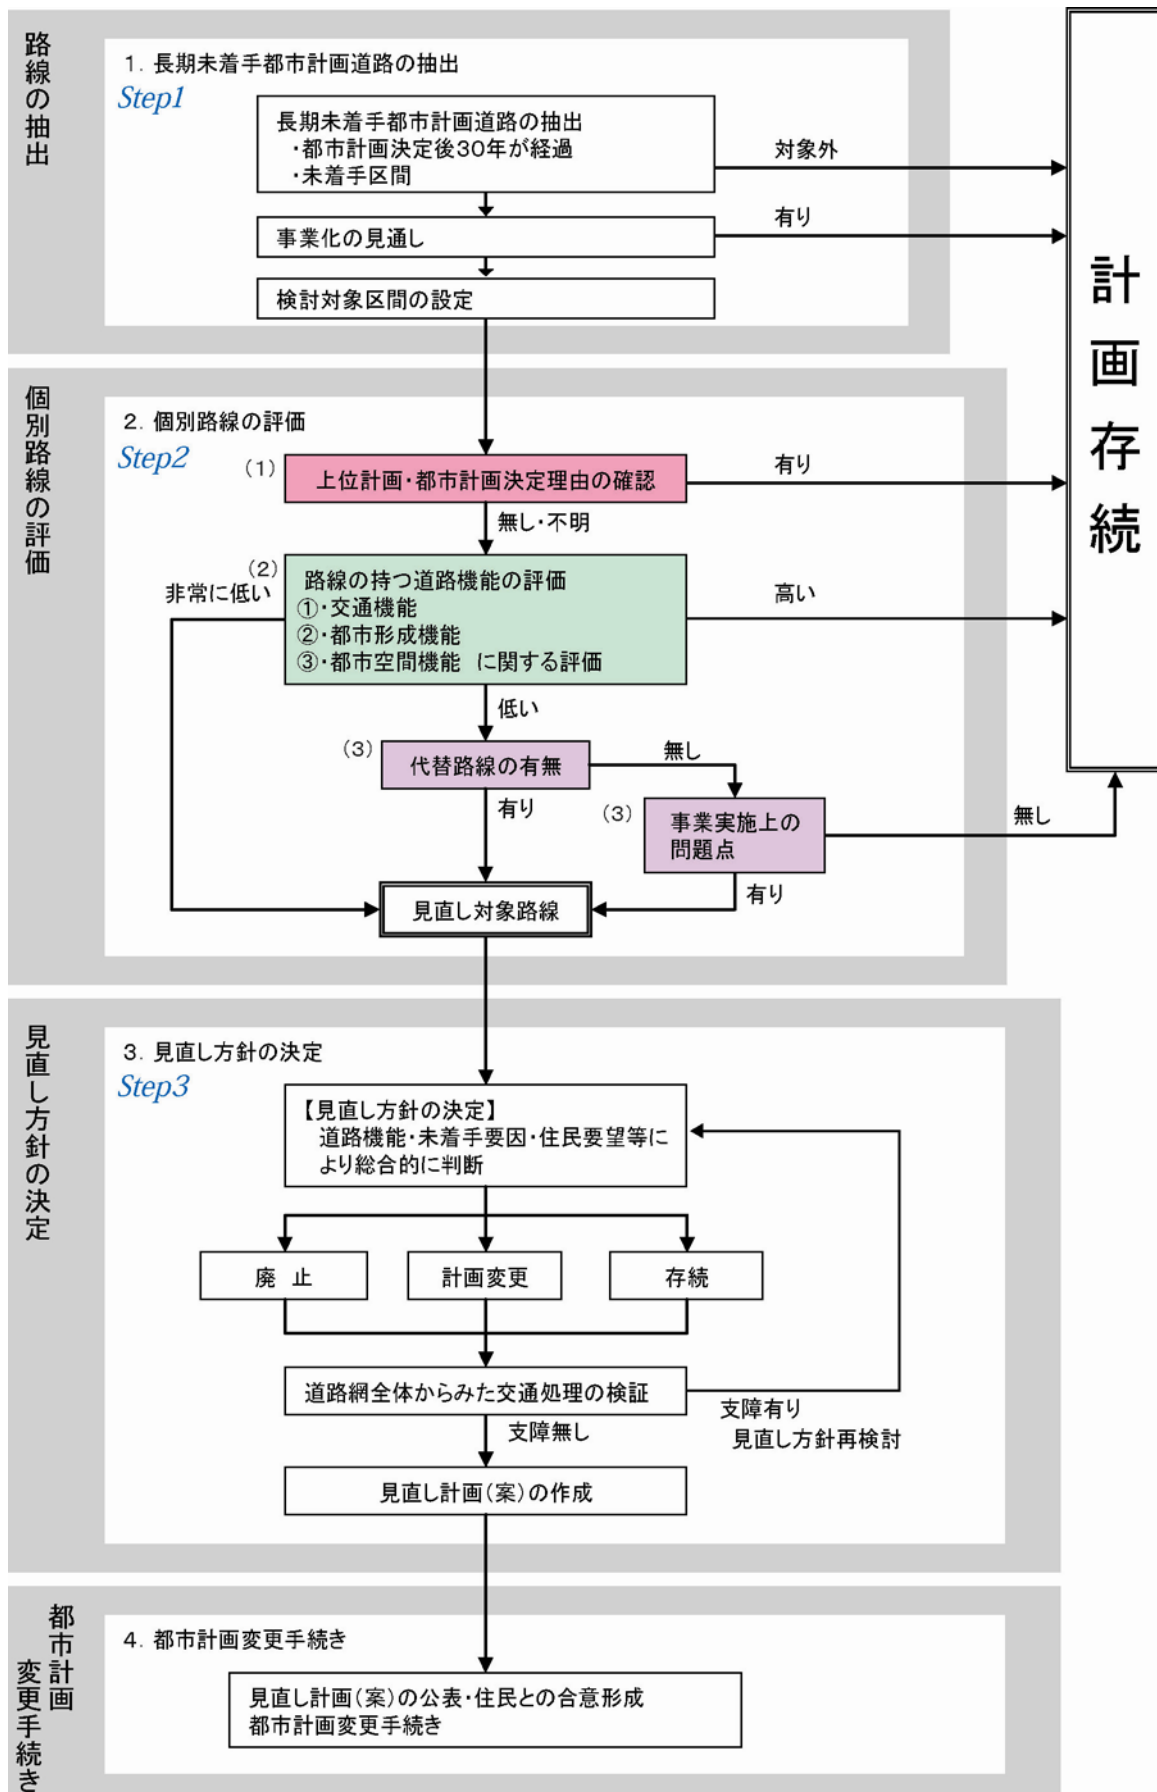 路線の抽出
1. 長期未着手都市計画道路の抽出
Step1
長期未着手都市計画道路の抽出
・都市計画決定後30年が経過
・未着手区間
対象外
事業化の見通し
有り
検討対象区間の設定
計画存続
個別路線の評価
2. 個別路線の評価
Step2
(1)
上位計画・都市計画決定理由の確認
有り
無し・不明
(2)
非常に低い
路線の持つ道路機能の評価
①・交通機能
②・都市形成機能
③・都市空間機能 に関する評価
高い
低い
(3)
代替路線の有無
無し
有り
(3)
事業実施上の
問題点
無し
有り
見直し対象路線
見直し方針の決定
3. 見直し方針の決定
Step3
【見直し方針の決定】
道路機能・未着手要因・住民要望等に
より総合的に判断
廃 止
計画変更
存続
道路網全体からみた交通処理の検証
支障有り
見直し方針再検討
支障無し
見直し計画(案)の作成
都市計画
変更手続き
4. 都市計画変更手続き
見直し計画(案)の公表・住民との合意形成
都市計画変更手続き